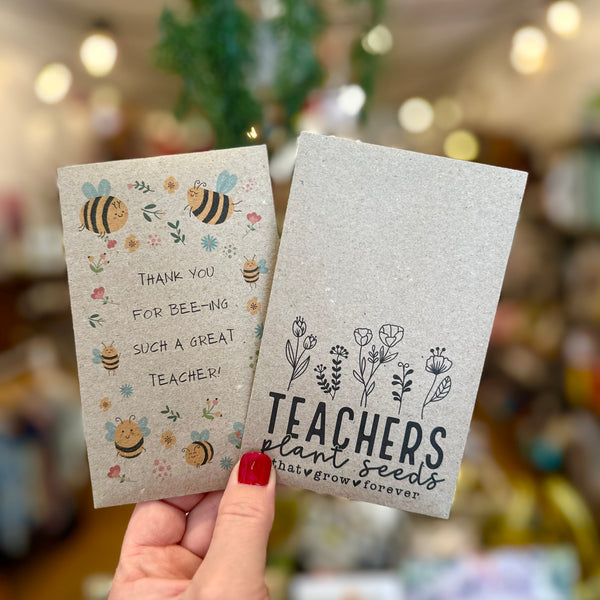 THANK YOU
FOR BEE-ING
SUCH A GREAT
TEACHER!
TEACHERS
plant seeds
that♥grow♥forever